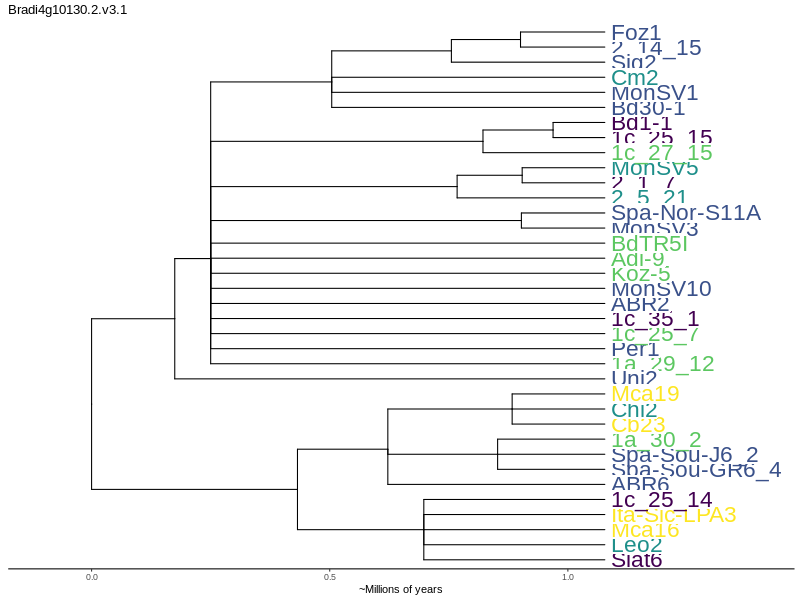 Bradi4g10130.2.v3.1
Foz1
2_14_15
Sig2
Cm2
MonSV1
Bd30-1
Bd1-1
1c_25_15
1c_27_15
MonSV5
2_1_7
2_5_21
Spa-Nor-S11A
MonSV3
BdTR5I
Adi-9
Koz-5
MonSV10
ABR2
1c_35_1
1c_25_7
Per1
1a_29_12
Uni2
Mca19
Chi2
Cb23
1a_30_2
Spa-Sou-J6_2
Spa-Sou-GR6_4
ABR6
1c_25_14
Ita-Sic-LPA3
Mca16
Leo2
Slat6
0.0 0.5 1.0
~Millions of years